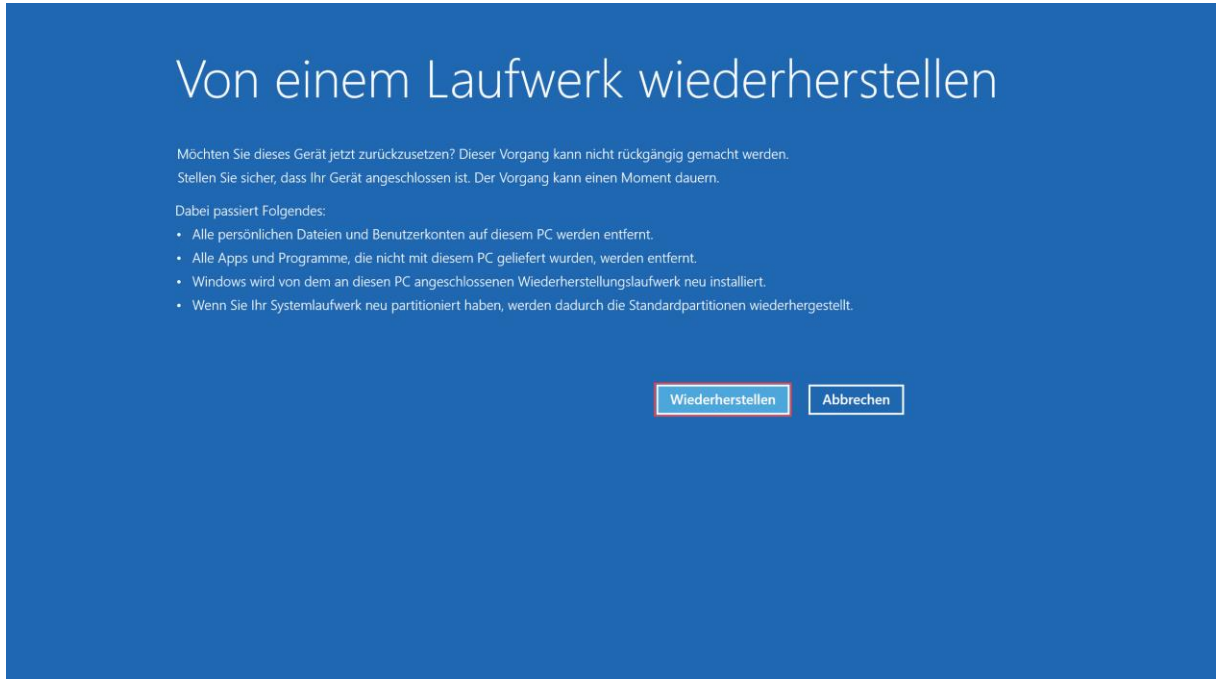 Von einem Laufwerk wiederherstellen
Möchten Sie dieses Gerät jetzt zurückzusetzen? Dieser Vorgang kann nicht rückgängig gemacht werden.
Stellen Sie sicher, dass Ihr Gerät angeschlossen ist. Der Vorgang kann einen Moment dauern.
Dabei passiert Folgendes:
• Alle persönlichen Dateien und Benutzerkonten auf diesem PC werden entfernt.
• Alle Apps und Programme, die nicht mit diesem PC geliefert wurden, werden entfernt.
• Windows wird von dem an diesen PC angeschlossenen Wiederherstellungslaufwerk neu installiert.
• Wenn Sie Ihr Systemlaufwerk neu partitioniert haben, werden dadurch die Standardpartitionen wiederhergestellt.
Wiederherstellen Abbrechen